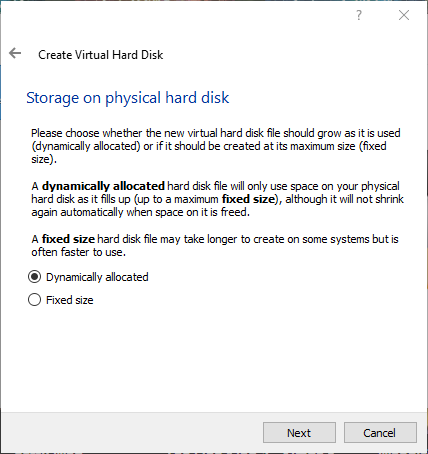 ?
Create Virtual Hard Disk
Storage on physical hard disk
Please choose whether the new virtual hard disk file should grow as it is used
(dynamically allocated) or if it should be created at its maximum size (fixed
size).
A dynamically allocated hard disk file will only use space on your physical
hard disk as it fills up (up to a maximum fixed size), although it will not shrink
again automatically when space on it is freed.
A fixed size hard disk file may take longer to create on some systems but is
often faster to use.
Dynamically allocated
Fixed size
Next
Cancel